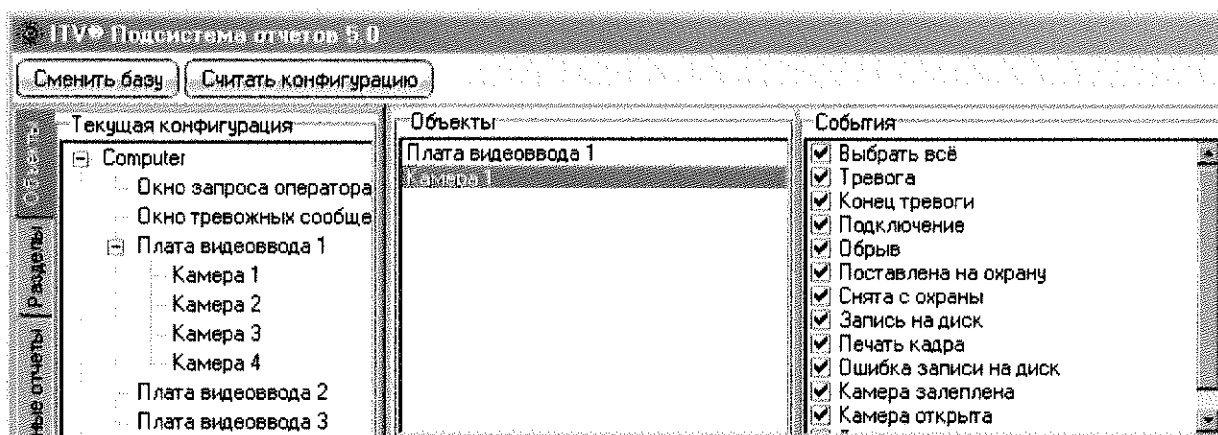 ITV® Подсистема отчетов 5.0
Сменить базу
Считать конфигурацию
Объекты
Разделы
ные отчеты
Текущая конфигурация
Computer
Окно запроса оператора
Окно тревожных сообще
Плата видеоввода 1
Камера 1
Камера 2
Камера 3
Камера 4
Плата видеоввода 2
Плата видеоввода 3
Объекты
Плата видеоввода 1
Камера 1
События
Выбрать всё
Тревога
Конец тревоги
Подключение
Обрыв
Поставлена на охрану
Снята с охраны
Запись на диск
Печать кадра
Ошибка записи на диск
Камера залеплена
Камера открыта